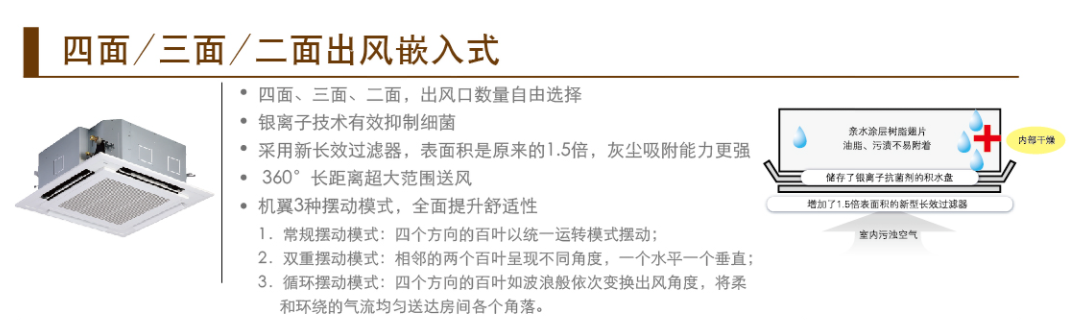 四面/三面/二面出风嵌入式
• 四面、三面、二面，出风口数量自由选择
• 银离子技术有效抑制细菌
• 采用新长效过滤器，表面积是原来的1.5倍，灰尘吸附能力更强
• 360°长距离超大范围送风
• 机翼3种摆动模式，全面提升舒适性
1. 常规摆动模式：四个方向的百叶以统一运转模式摆动；
2. 双重摆动模式：相邻的两个百叶呈现不同角度，一个水平一个垂直；
3. 循环摆动模式：四个方向的百叶如波浪般依次变换出风角度，将柔
和环绕的气流均匀送达房间各个角落。
亲水涂层树脂翅片
油脂、污渍不易附着
内部干燥
储存了银离子抗菌剂的积水盘
增加了1.5倍表面积的新型长效过滤器
室内污浊空气